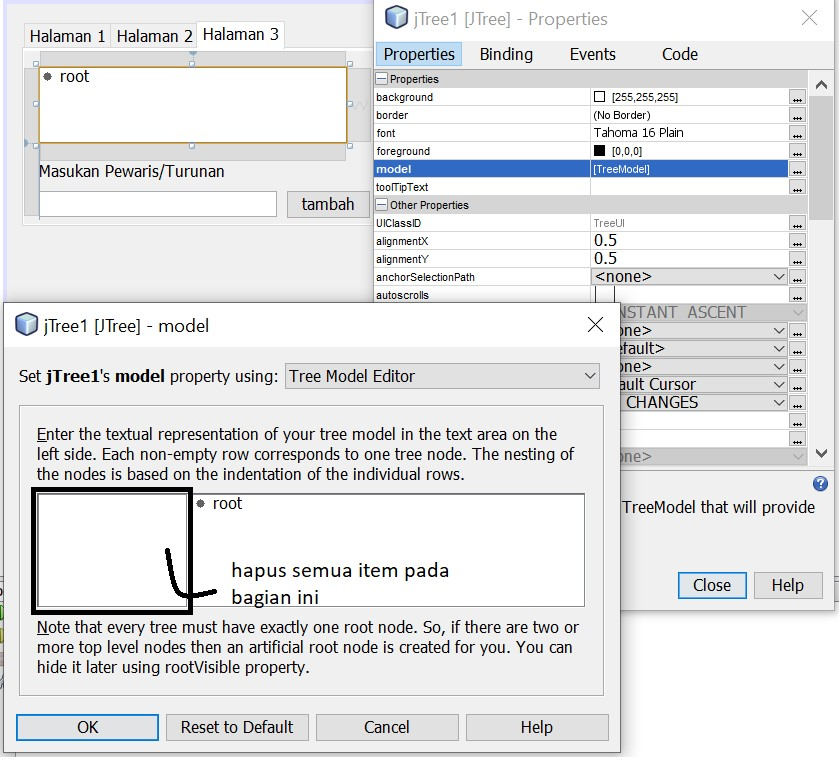 Halaman 1 Halaman 2 Halaman 3
root
Masukan Pewaris/Turunan
tambah
jTree1 [JTree] - Properties
Properties Binding Events Code
Properties
background [255,255,255] ...
border (No Border) ...
font Tahoma 16 Plain ...
foreground [0,0,0] ...
model [TreeModel] ...
toolTipText ...
Other Properties
UIClassID TreeUI ...
alignmentX 0.5 ...
alignmentY 0.5 ...
anchorSelectionPath <none> ...
autoscrolls ...
NSTANT_ASCENT
one> ...
efault> ...
one> ...
ault Cursor ...
CHANGES ...
...
...
one> ...
TreeModel that will provide
Close Help
jTree1 [JTree] - model
Set jTree1's model property using: Tree Model Editor
Enter the textual representation of your tree model in the text area on the
left side. Each non-empty row corresponds to one tree node. The nesting of
the nodes is based on the indentation of the individual rows.
root
hapus semua item pada
bagian ini
Note that every tree must have exactly one root node. So, if there are two or
more top level nodes then an artificial root node is created for you. You can
hide it later using rootVisible property.
OK Reset to Default Cancel Help